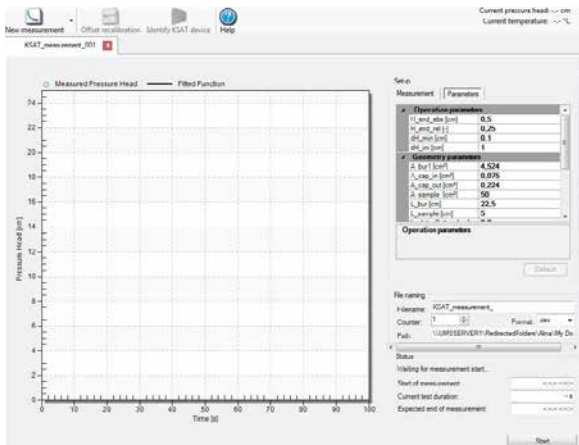 Current pressure head: -.- cm
Current temperature: -.- °C
New measurement
Offset recalibration
Identify KSAT device
Help
KSAT_measurement_001
Measured Pressure Head
Fitted Function
24
22
20
18
16
14
12
10
8
6
4
2
0
Pressure Head [cm]
0 10 20 30 40 50 60 70 80 90 100
Time [s]
Setup
Measurement Parameters
Operation parameters
H_end_abs [cm] 0,5
H_end_rel [-] 0,25
dH_min [cm] 0.1
dH_ini [cm] 1
Geometry parameters
A_bur1 [cm²] 4,524
A_cap_in [cm²] 0,075
A_cap_out [cm²] 0,224
A_sample [cm²] 50
L_bur [cm] 22,5
L_sample [cm] 5
Operation parameters
Default
File naming
Filename: KSAT_measurement_
Counter: 1 Format: .csv
Path: \\UMSSERVER1\RedirectedFolders\Alina\My Do
Status
Waiting for measurement start...
Start of measurement: --:--:--
Current test duration: -- s
Expected end of measurement: --:--:--
Start